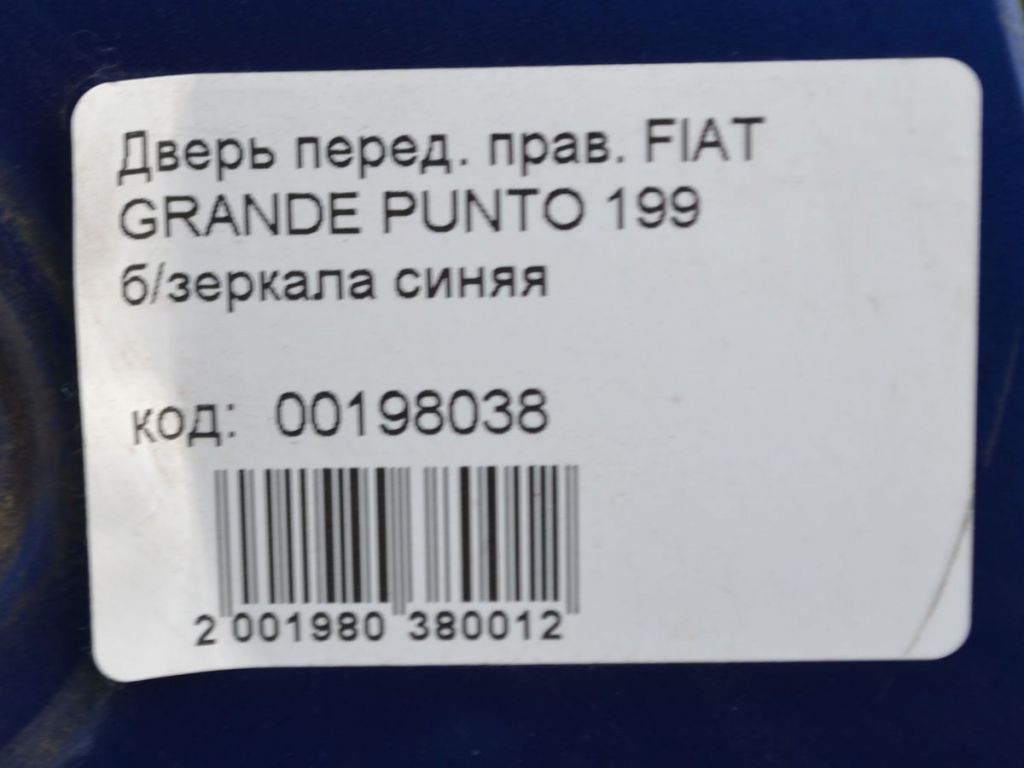 Дверь перед. прав. FIAT
GRANDE PUNTO 199
б/зеркала синяя
код: 00198038
2 001980 380012